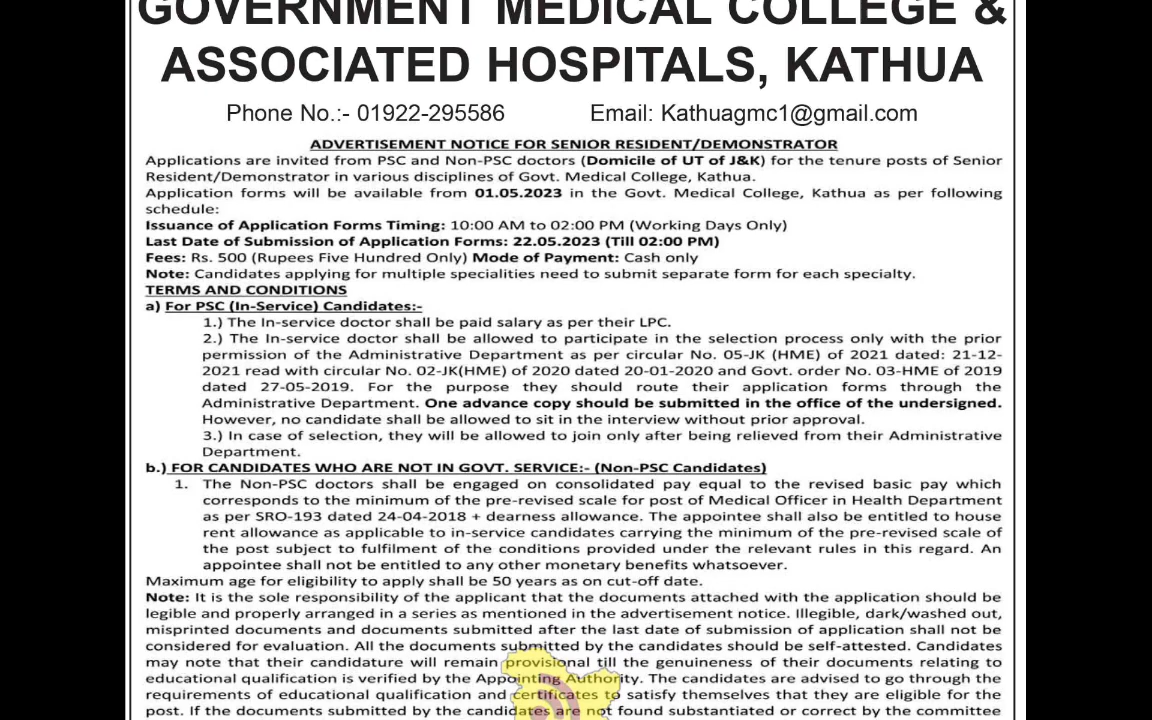 GOVERNMENT MEDICAL COLLEGE &
ASSOCIATED HOSPITALS, KATHUA
Phone No.:- 01922-295586 Email: Kathuagmc1@gmail.com
ADVERTISEMENT NOTICE FOR SENIOR RESIDENT/DEMONSTRATOR
Applications are invited from PSC and Non-PSC doctors (Domicile of UT of J&K) for the tenure posts of Senior
Resident/Demonstrator in various disciplines of Govt. Medical College, Kathua.
Application forms will be available from 01.05.2023 in the Govt. Medical College, Kathua as per following
schedule:
Issuance of Application Forms Timing: 10:00 AM to 02:00 PM (Working Days Only)
Last Date of Submission of Application Forms: 22.05.2023 (Till 02:00 PM)
Fees: Rs. 500 (Rupees Five Hundred Only) Mode of Payment: Cash only
Note: Candidates applying for multiple specialities need to submit separate form for each specialty.
TERMS AND CONDITIONS
a) For PSC (In-Service) Candidates:-
1.) The In-service doctor shall be paid salary as per their LPC.
2.) The In-service doctor shall be allowed to participate in the selection process only with the prior
permission of the Administrative Department as per circular No. 05-JK (HME) of 2021 dated: 21-12-
2021 read with circular No. 02-JK(HME) of 2020 dated 20-01-2020 and Govt. order No. 03-HME of 2019
dated 27-05-2019. For the purpose they should route their application forms through the
Administrative Department. One advance copy should be submitted in the office of the undersigned.
However, no candidate shall be allowed to sit in the interview without prior approval.
3.) In case of selection, they will be allowed to join only after being relieved from their Administrative
Department.
b.) FOR CANDIDATES WHO ARE NOT IN GOVT. SERVICE:- (Non-PSC Candidates)
1. The Non-PSC doctors shall be engaged on consolidated pay equal to the revised basic pay which
corresponds to the minimum of the pre-revised scale for post of Medical Officer in Health Department
as per SRO-193 dated 24-04-2018 + dearness allowance. The appointee shall also be entitled to house
rent allowance as applicable to in-service candidates carrying the minimum of the pre-revised scale of
the post subject to fulfilment of the conditions provided under the relevant rules in this regard. An
appointee shall not be entitled to any other monetary benefits whatsoever.
Maximum age for eligibility to apply shall be 50 years as on cut-off date.
Note: It is the sole responsibility of the applicant that the documents attached with the application should be
legible and properly arranged in a series as mentioned in the advertisement notice. Illegible, dark/washed out,
misprinted documents and documents submitted after the last date of submission of application shall not be
considered for evaluation. All the documents submitted by the candidates should be self-attested. Candidates
may note that their candidature will remain provisional till the genuineness of their documents relating to
educational qualification is verified by the Appointing Authority. The candidates are advised to go through the
requirements of educational qualification and certificates to satisfy themselves that they are eligible for the
post. If the documents submitted by the candidates are not found substantiated or correct by the committee